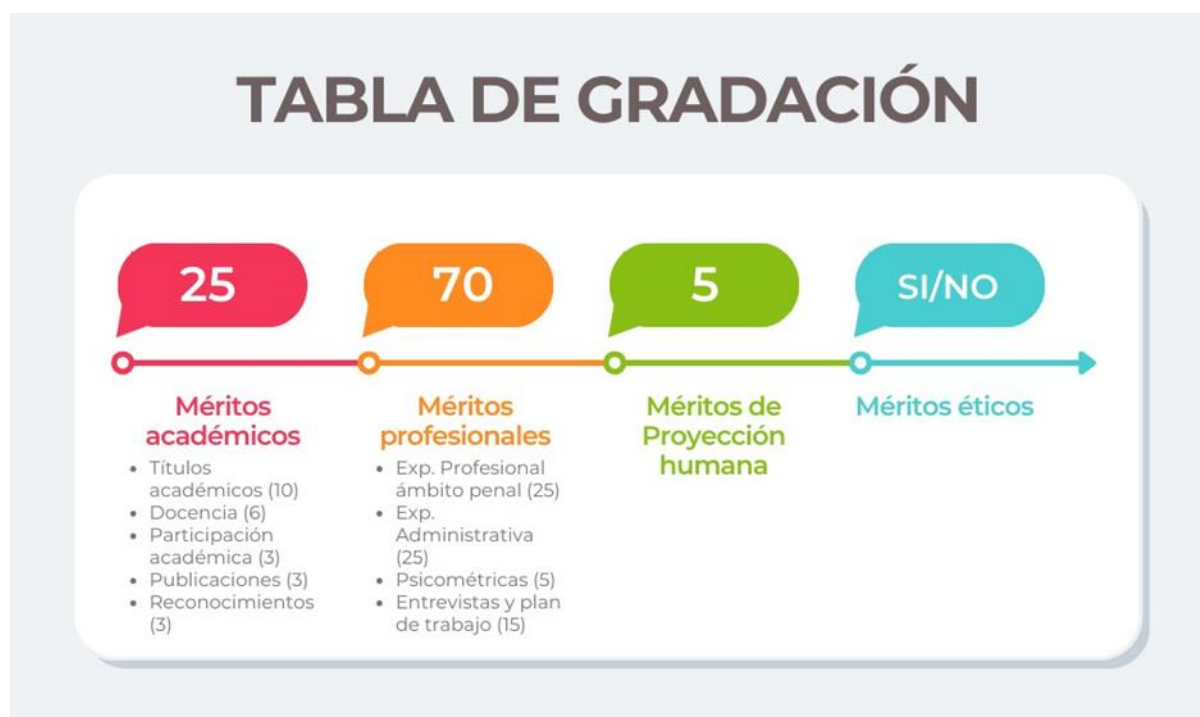 TABLA DE GRADACIÓN
25
70
5
SI/NO
Méritos
académicos
• Títulos
académicos (10)
• Docencia (6)
• Participación
académica (3)
• Publicaciones (3)
• Reconocimientos
(3)
Méritos
profesionales
• Exp. Profesional
ámbito penal (25)
• Exp.
Administrativa
(25)
• Psicométricas (5)
• Entrevistas y plan
de trabajo (15)
Méritos de
Proyección
humana
Méritos éticos